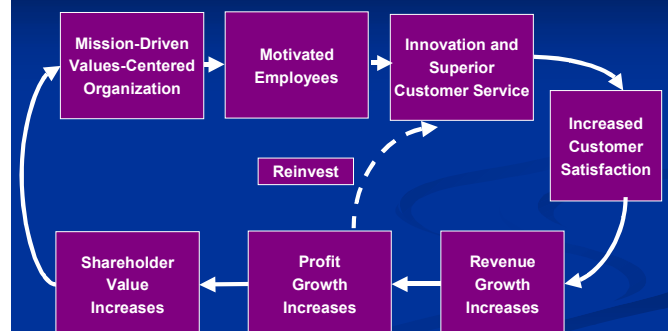 Mission-Driven
Values-Centered
Organization
Motivated
Employees
Innovation and
Superior
Customer Service
Increased
Customer
Satisfaction
Reinvest
Shareholder
Value
Increases
Profit
Growth
Increases
Revenue
Growth
Increases